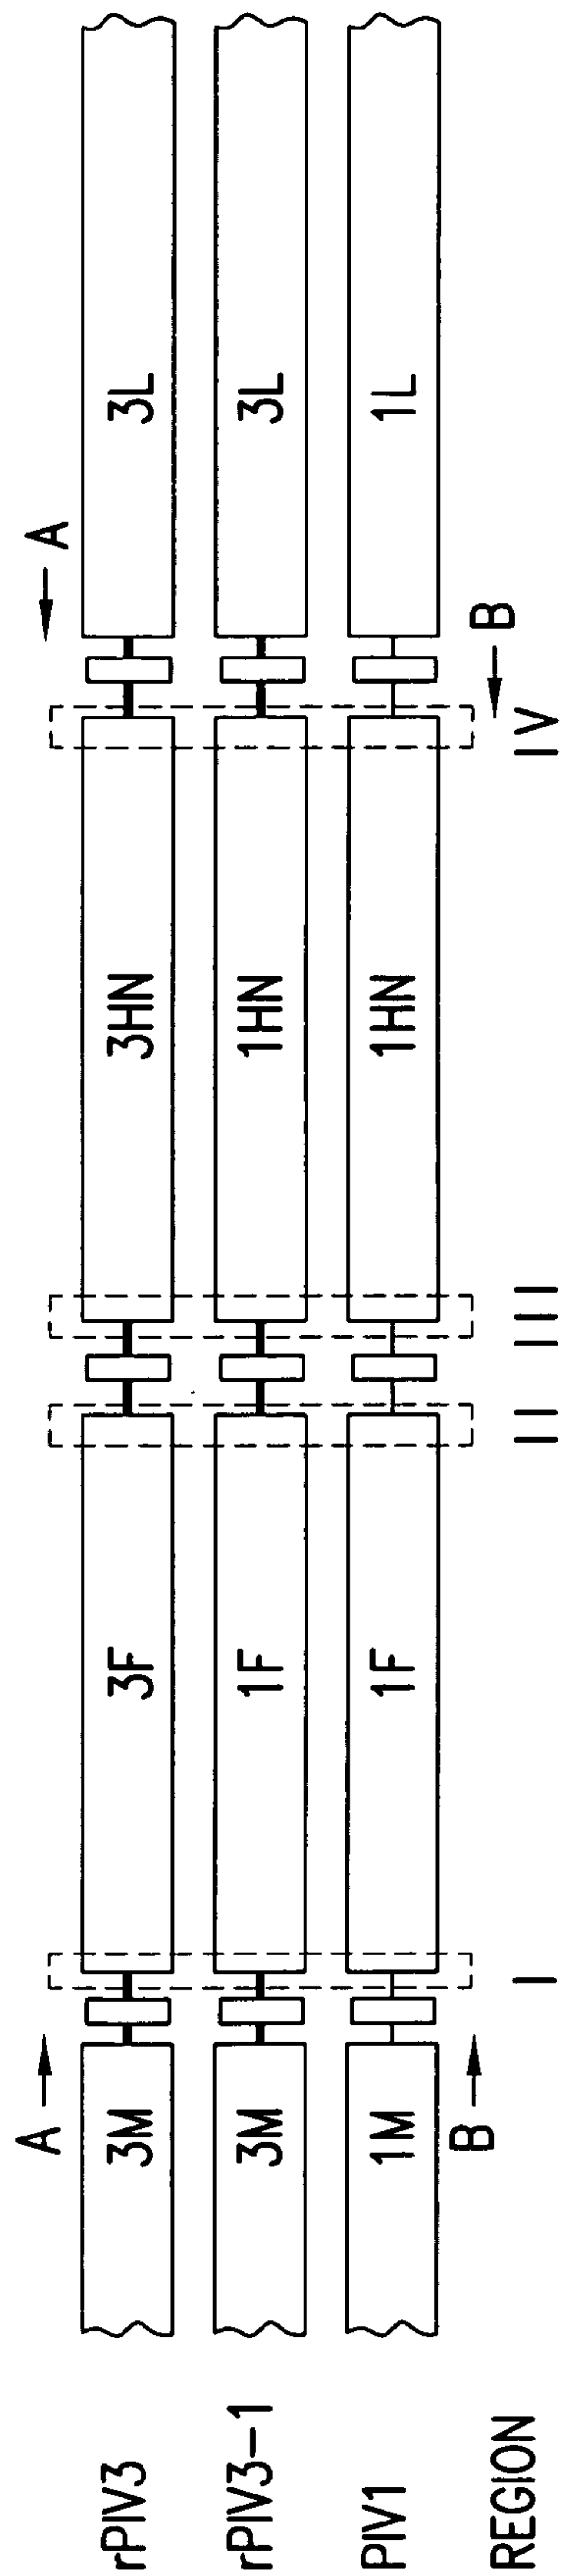 A A
rPIV3 3M 3F 3HN 3L
rPIV3-1 3M 1F 1HN 3L
PIV1 1M 1F 1HN 1L
B B
REGION I II III IV